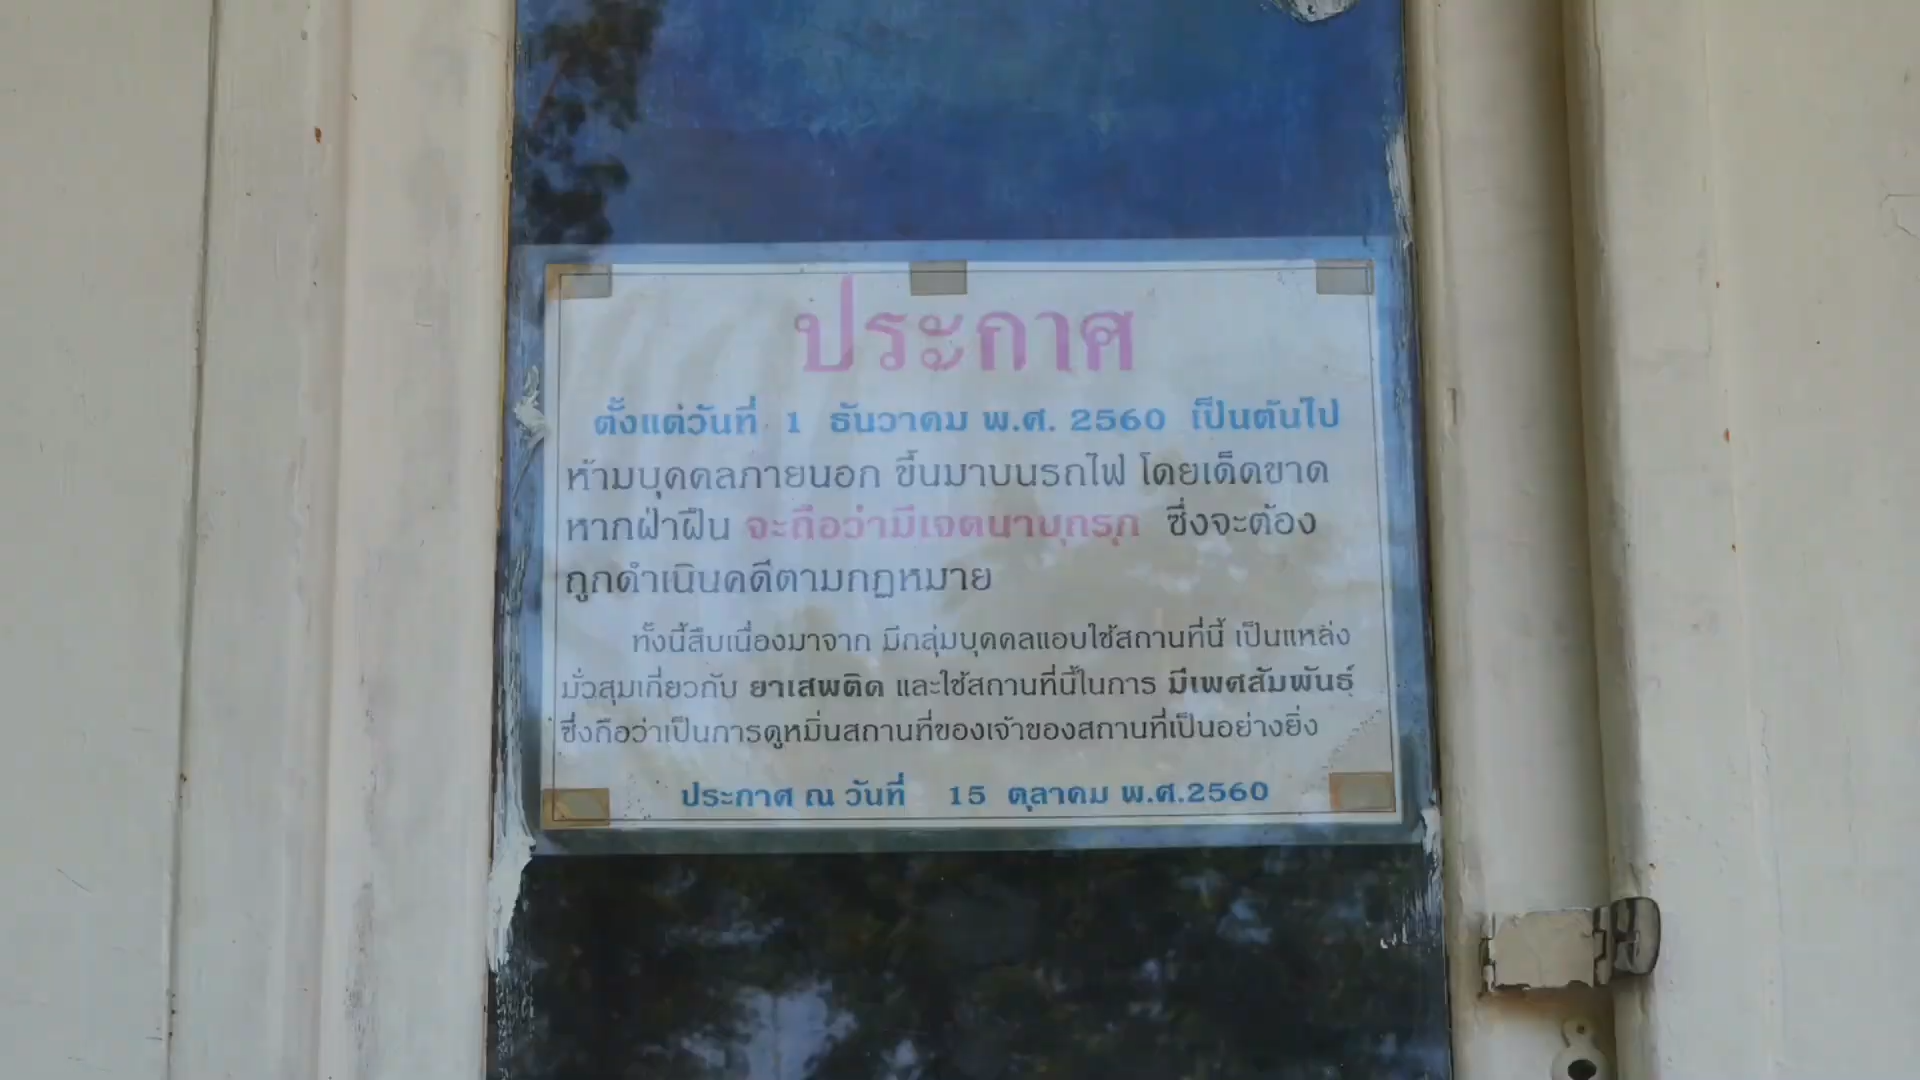 ประกาศ
ตั้งแต่วันที่ 1 ธันวาคม พ.ศ. 2560 เป็นต้นไป
ห้ามบุคคลภายนอก ขึ้นมาบนรถไฟ โดยเด็ดขาด
หากฝ่าฝืน จะถือว่ามีเจตนาบุกรุก ซึ่งจะต้อง
ถูกดำเนินคดีตามกฎหมาย
ทั้งนี้สืบเนื่องมาจาก มีกลุ่มบุคคลแอบใช้สถานที่นี้ เป็นแหล่ง
มั่วสุมเกี่ยวกับ ยาเสพติด และใช้สถานที่นี้ในการ มีเพศสัมพันธ์
ซึ่งถือว่าเป็นการดูหมิ่นสถานที่ของเจ้าของสถานที่เป็นอย่างยิ่ง
ประกาศ ณ วันที่ 15 ตุลาคม พ.ศ.2560